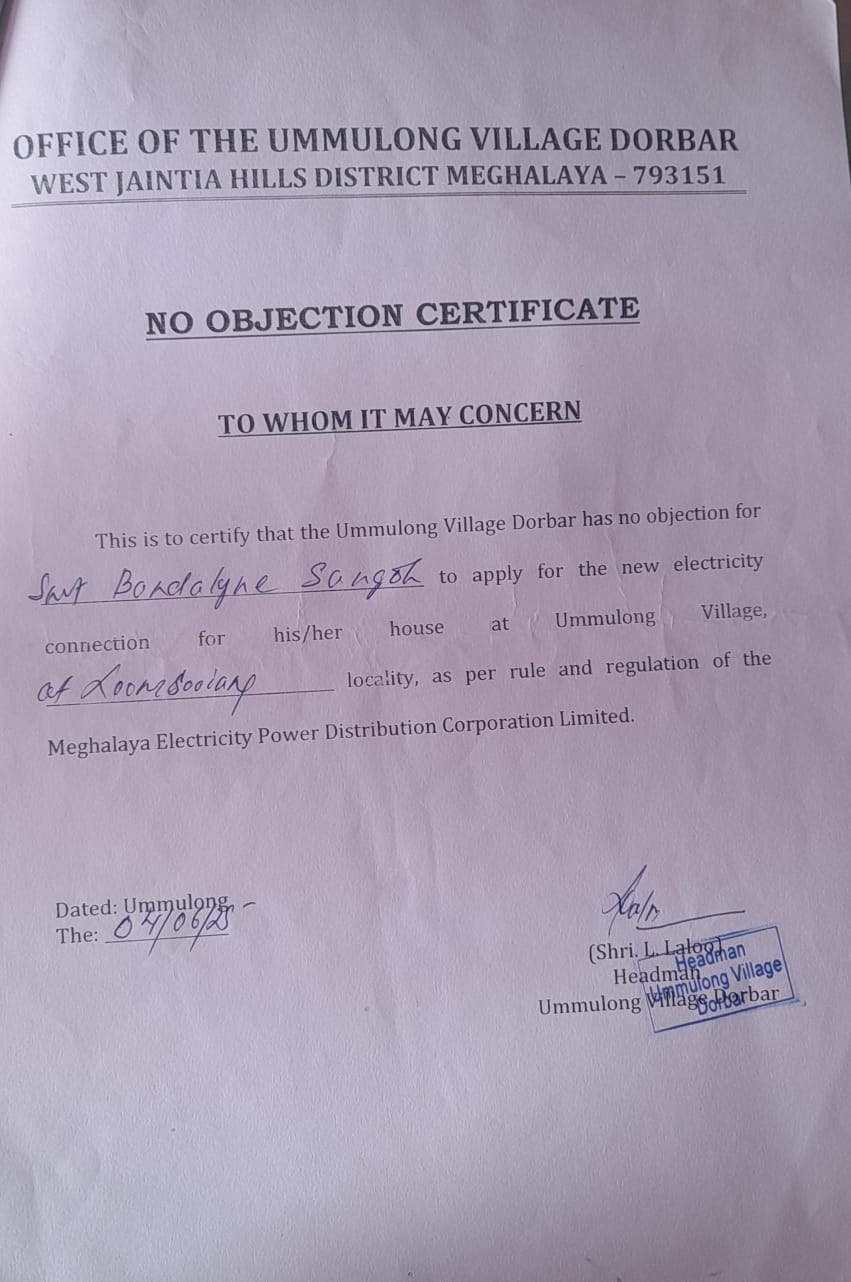 OFFICE OF THE UMMULONG VILLAGE DORBAR
WEST JAINTIA HILLS DISTRICT MEGHALAYA – 793151
NO OBJECTION CERTIFICATE
TO WHOM IT MAY CONCERN
This is to certify that the Ummulong Village Dorbar has no objection for
Smt Bondalyne Sangoh to apply for the new electricity
connection for his/her house at Ummulong Village,
at locality, as per rule and regulation of the
Meghalaya Electricity Power Distribution Corporation Limited.
Dated: Ummulong
The: 04/06/25
(Shri. L. Laloo)
Headman
Ummulong Village Dorbar
Headman
Ummulong Village
Dorbar